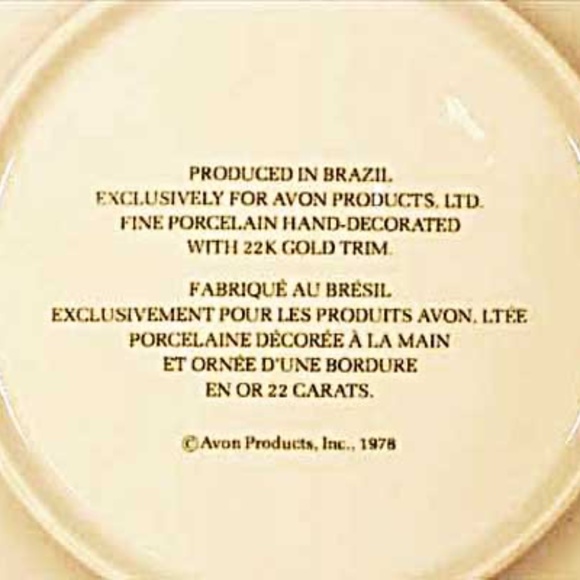 PRODUCED IN BRAZIL
EXCLUSIVELY FOR AVON PRODUCTS, LTD.
FINE PORCELAIN HAND-DECORATED
WITH 22K GOLD TRIM.
FABRIQUÉ AU BRÉSIL
EXCLUSIVEMENT POUR LES PRODUITS AVON, LTÉE
PORCELAINE DÉCORÉE À LA MAIN
ET ORNÉE D'UNE BORDURE
EN OR 22 CARATS.
© Avon Products, Inc., 1978